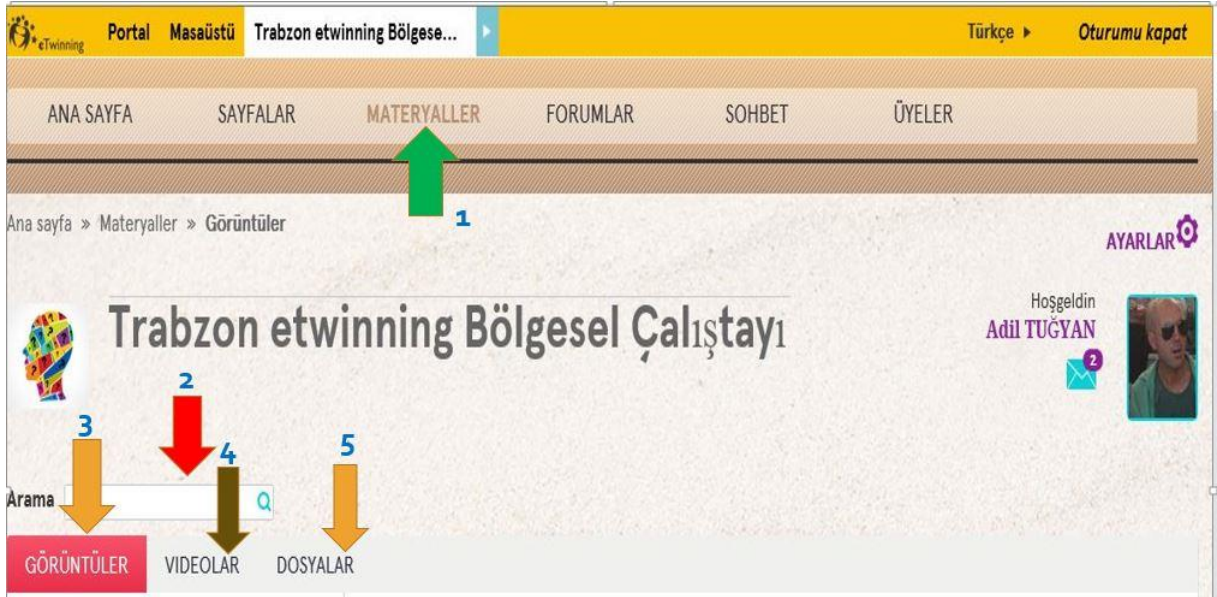 eTwinning Portal Masaüstü Trabzon etwinning Bölgese... Türkçe Oturumu kapat
ANA SAYFA SAYFALAR MATERYALLER FORUMLAR SOHBET ÜYELER
1
Ana sayfa » Materyaller » Görüntüler
AYARLAR
Trabzon etwinning Bölgesel Çalıştayı
Hoşgeldin
Adil TUĞYAN
2
2
3
4
5
Arama
GÖRÜNTÜLER VIDEOLAR DOSYALAR